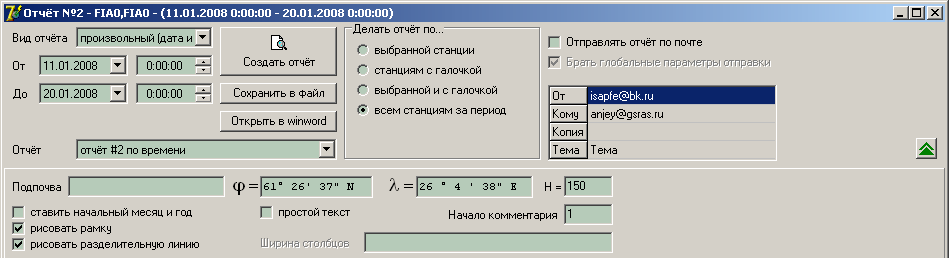 Отчёт №2 - FIA0,FIA0 - (11.01.2008 0:00:00 - 20.01.2008 0:00:00)
Вид отчёта произвольный (дата и
От 11.01.2008 0:00:00
До 20.01.2008 0:00:00
Отчёт отчёт #2 по времени
Создать отчёт
Сохранить в файл
Открыть в winword
Делать отчёт по...
выбранной станции
станциям с галочкой
выбранной и с галочкой
всем станциям за период
Отправлять отчёт по почте
Брать глобальные параметры отправки
От isapfe@bk.ru
Кому anjey@gsras.ru
Копия
Тема Тема
Подпочва φ = 61° 26' 37" N λ = 26 ° 4 ' 38" E H = 150
ставить начальный месяц и год простой текст Начало комментария 1
рисовать рамку
рисовать разделительную линию Ширина столбцов